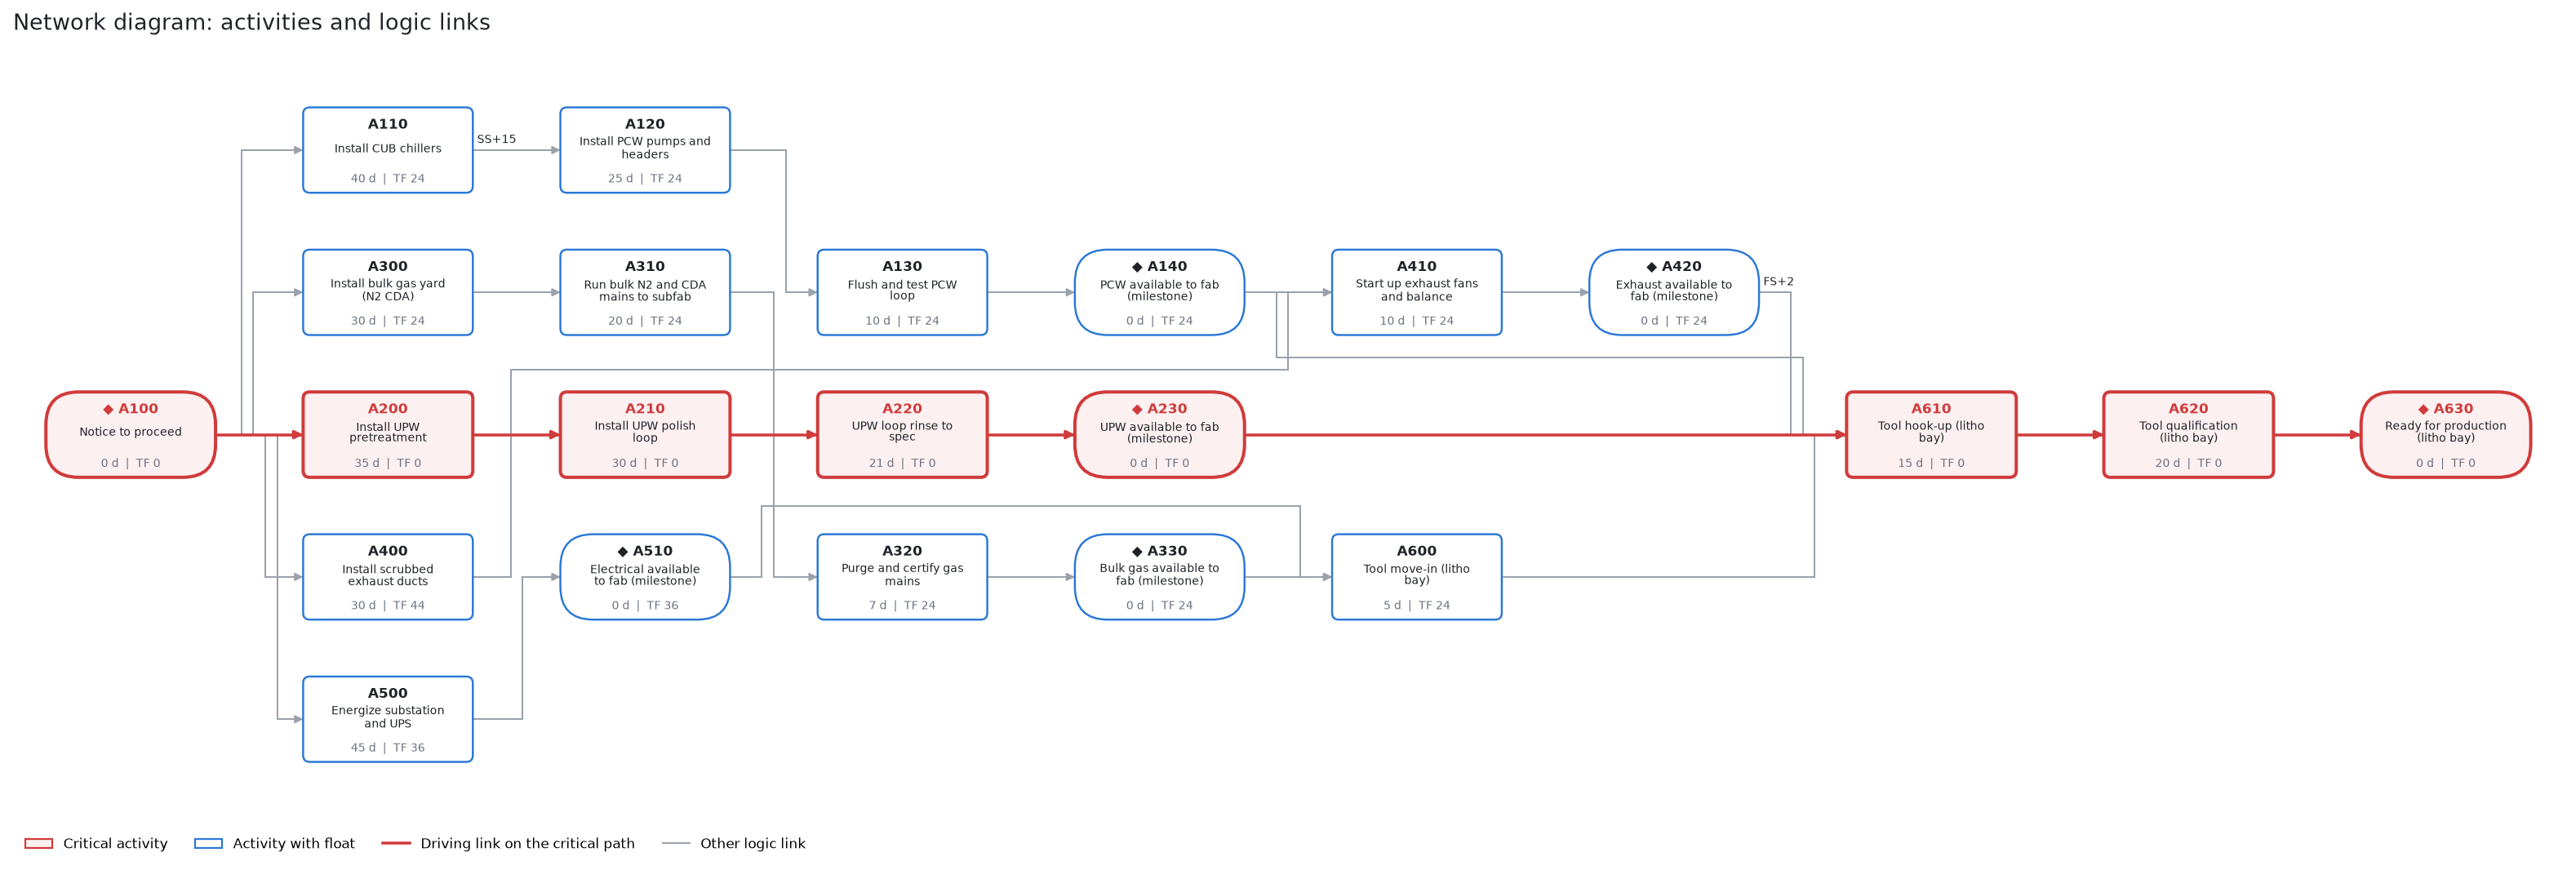 Network diagram: activities and logic links
A110
Install CUB chillers
40 d | TF 24
SS+15
A120
Install PCW pumps and
headers
25 d | TF 24
A300
Install bulk gas yard
(N2 CDA)
30 d | TF 24
A310
Run bulk N2 and CDA
mains to subfab
20 d | TF 24
A130
Flush and test PCW
loop
10 d | TF 24
◆ A140
PCW available to fab
(milestone)
0 d | TF 24
A410
Start up exhaust fans
and balance
10 d | TF 24
◆ A420
Exhaust available to
fab (milestone)
0 d | TF 24
FS+2
◆ A100
Notice to proceed
0 d | TF 0
A200
Install UPW
pretreatment
35 d | TF 0
A210
Install UPW polish
loop
30 d | TF 0
A220
UPW loop rinse to
spec
21 d | TF 0
◆ A230
UPW available to fab
(milestone)
0 d | TF 0
A610
Tool hook-up (litho
bay)
15 d | TF 0
A620
Tool qualification
(litho bay)
20 d | TF 0
◆ A630
Ready for production
(litho bay)
0 d | TF 0
A400
Install scrubbed
exhaust ducts
30 d | TF 44
◆ A510
Electrical available
to fab (milestone)
0 d | TF 36
A320
Purge and certify gas
mains
7 d | TF 24
◆ A330
Bulk gas available to
fab (milestone)
0 d | TF 24
A600
Tool move-in (litho
bay)
5 d | TF 24
A500
Energize substation
and UPS
45 d | TF 36
Critical activity
Activity with float
Driving link on the critical path
Other logic link